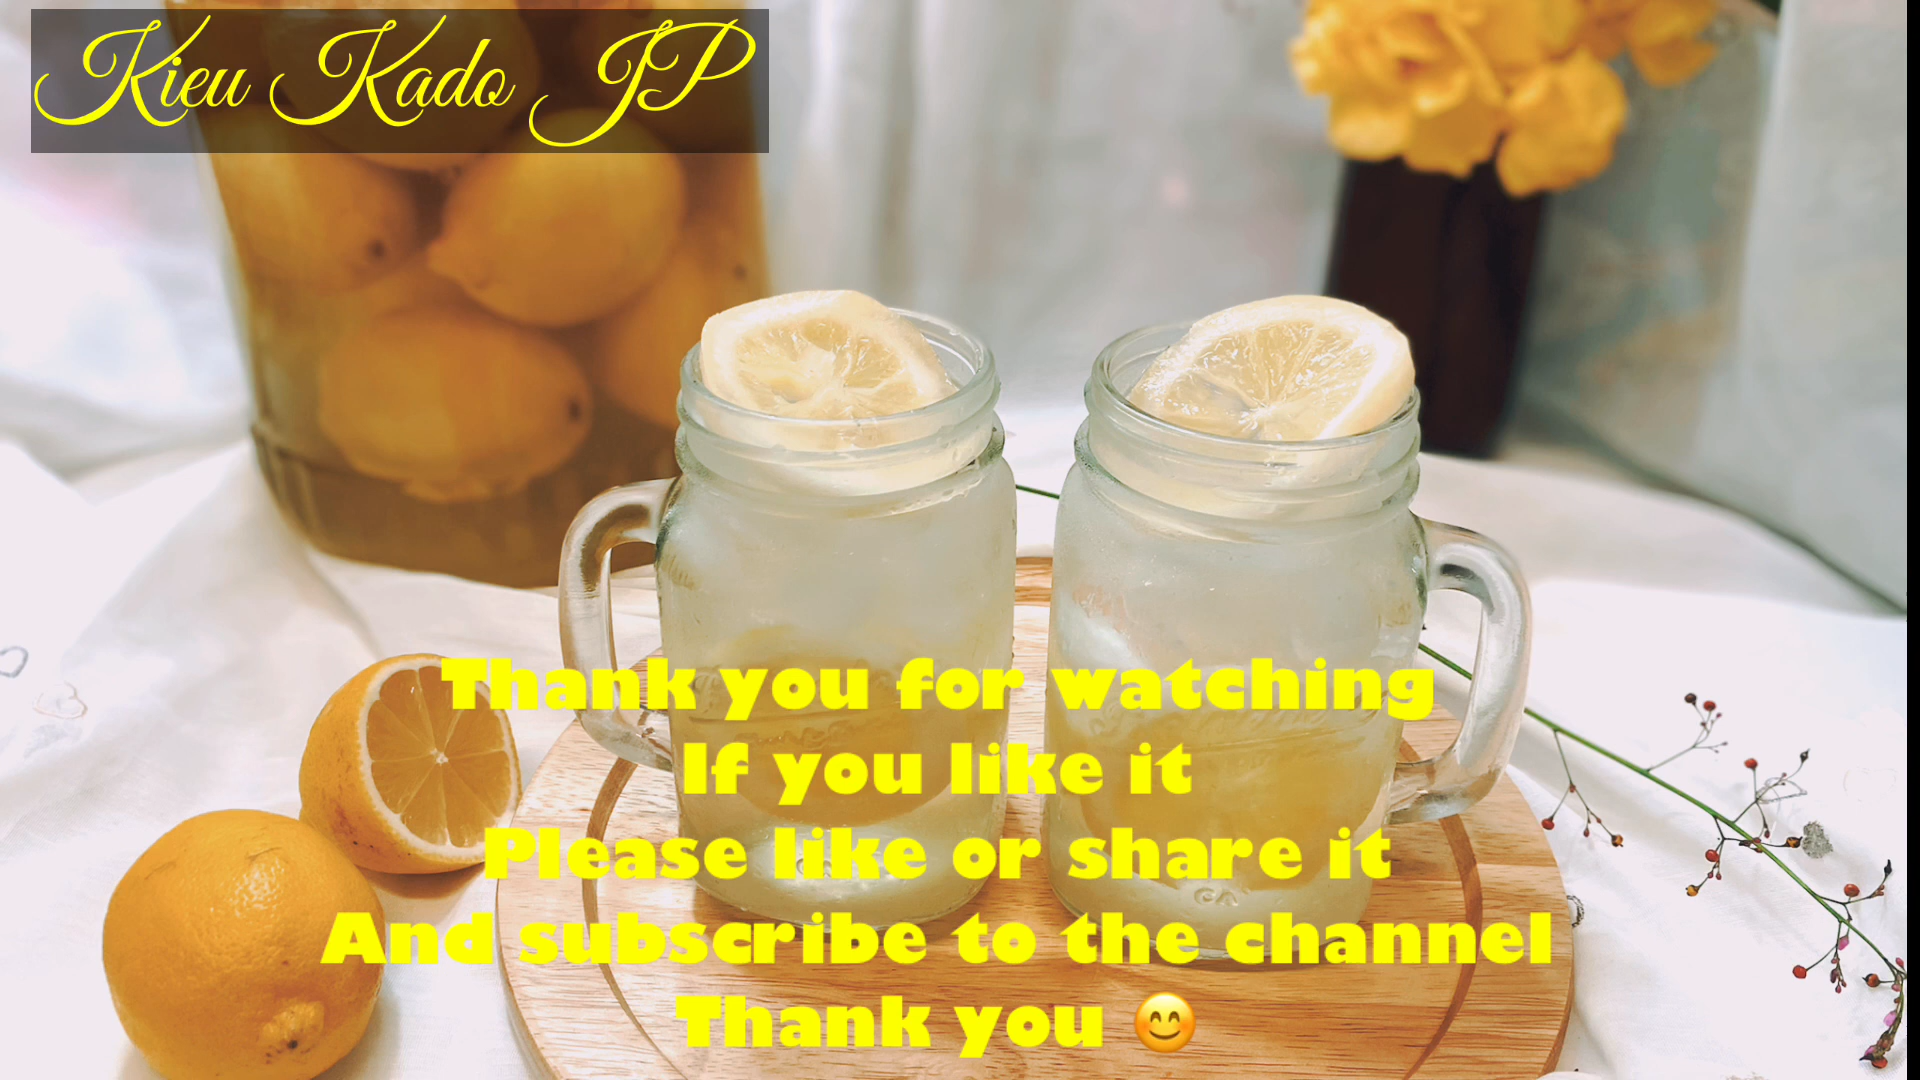 Kieu Kado JP
Thank you for watching
If you like it
Please like or share it
And subscribe to the channel
Thank you 😊